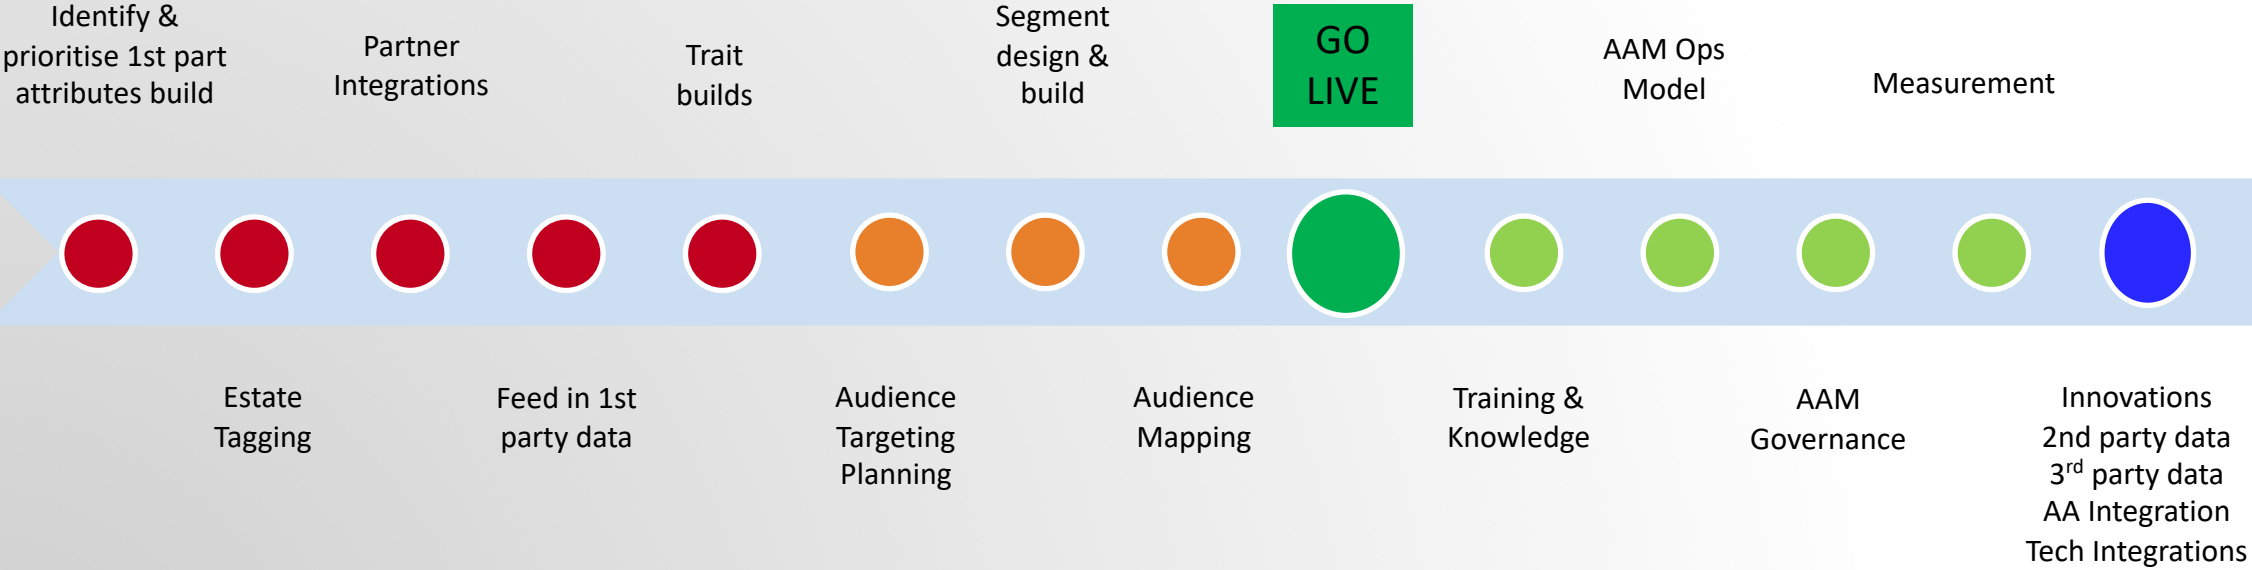 Identify &
prioritise 1st part
attributes build
Partner
Integrations
Trait
builds
Segment
design &
build
GO
LIVE
AAM Ops
Model
Measurement
Estate
Tagging
Feed in 1st
party data
Audience
Targeting
Planning
Audience
Mapping
Training &
Knowledge
AAM
Governance
Innovations
2nd party data
3rd party data
AA Integration
Tech Integrations